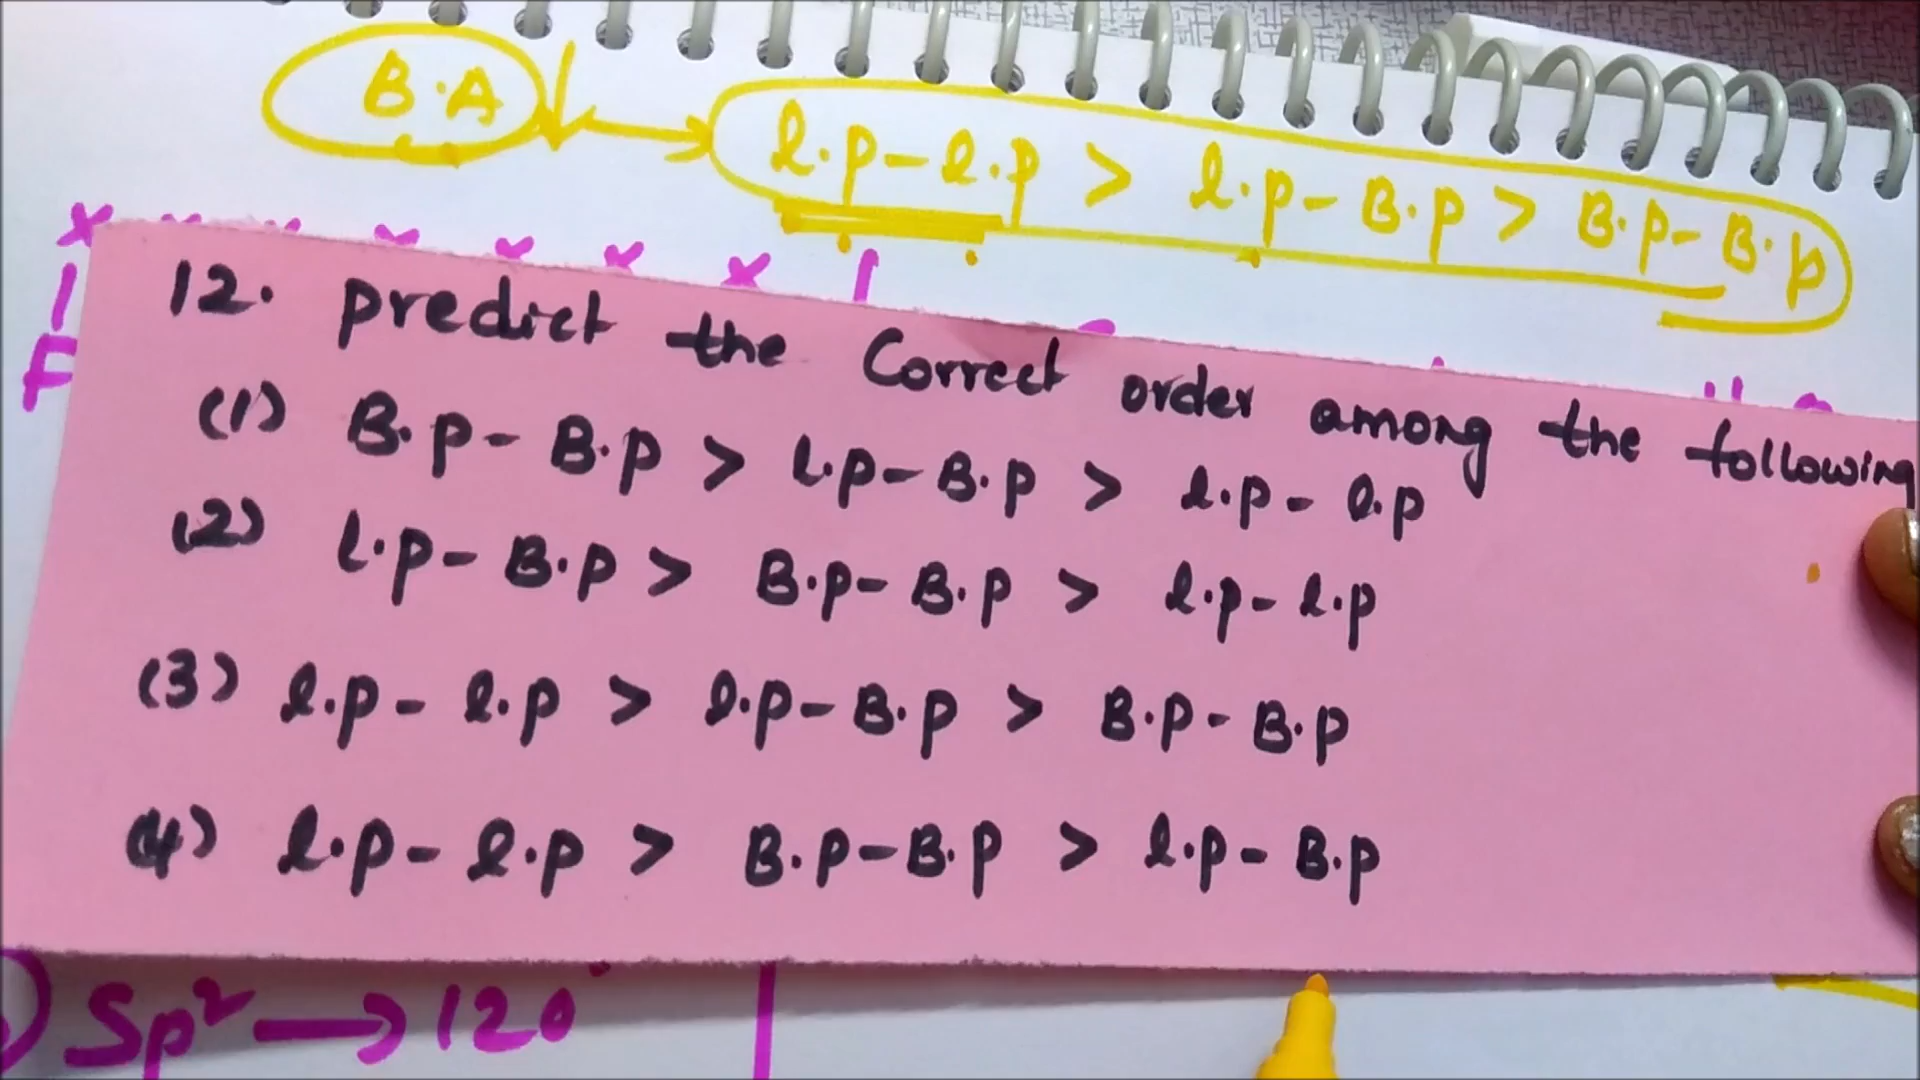 B.A ↓ → l.p - l.p > l.p - B.p > B.p - B.p
F
12. predict the Correct order among the following
(1) B.p - B.p > l.p - B.p > l.p - l.p
(2) l.p - B.p > B.p - B.p > l.p - l.p
(3) l.p - l.p > l.p - B.p > B.p - B.p
(4) l.p - l.p > B.p - B.p > l.p - B.p
) Sp² → 120°